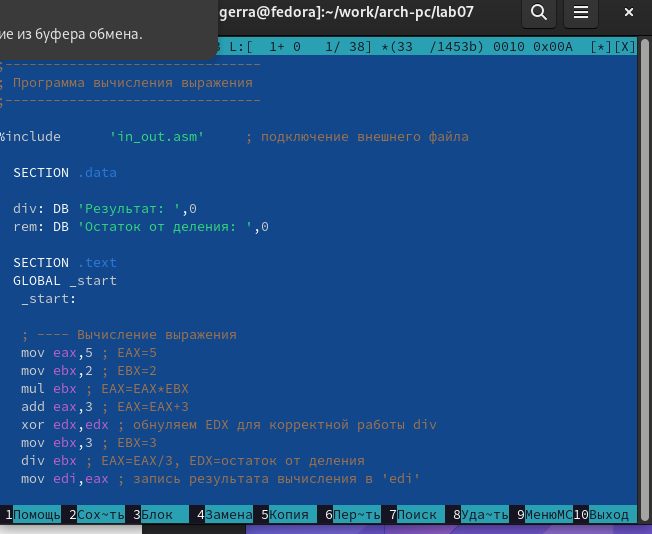 gerra@fedora]:~/work/arch-pc/lab07
ие из буфера обмена.
L:[  1+ 0   1/ 38] *(33  /1453b) 0010 0x00A  [*][X]
;--------------------------------
; Программа вычисления выражения
;--------------------------------
%include      'in_out.asm'     ; подключение внешнего файла
SECTION .data
div: DB 'Результат: ',0
rem: DB 'Остаток от деления: ',0
SECTION .text
GLOBAL _start
_start:
; ---- Вычисление выражения
mov eax,5 ; EAX=5
mov ebx,2 ; EBX=2
mul ebx ; EAX=EAX*EBX
add eax,3 ; EAX=EAX+3
xor edx,edx ; обнуляем EDX для корректной работы div
mov ebx,3 ; EBX=3
div ebx ; EAX=EAX/3, EDX=остаток от деления
mov edi,eax ; запись результата вычисления в 'edi'
1Помощь 2Сох~ть 3Блок 4Замена 5Копия 6Пер~ть 7Поиск 8Уда~ть 9МенюMC 10Выход